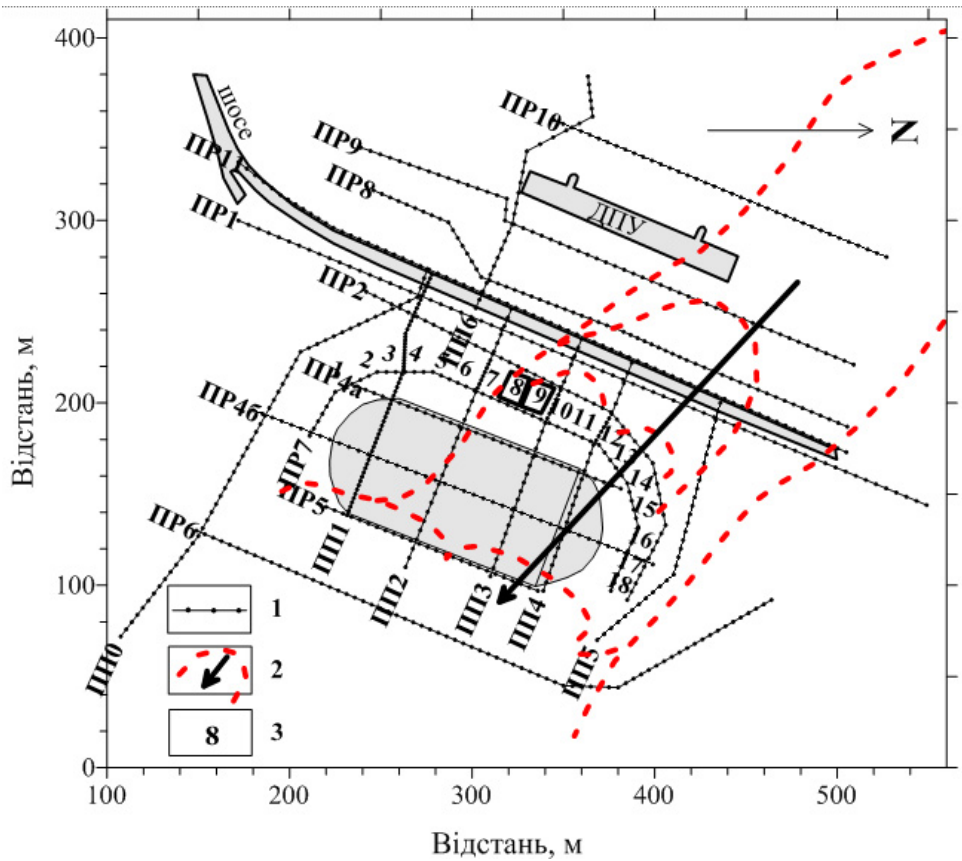 400
300
200
100
0
100
200
300
400
500
Відстань, м
Відстань, м
N
шосе
ДПУ
ПР11
ПР1
ПР9
ПР8
ПР10
ПР2
ПР4а
ПР4б
ПР7
ПР5
ПР6
ПП0
ПП1
ПП2
ПП3
ПП4
ПП5
ПП6
1
2
3
4
5
6
7
8
9
10
11
12
13
14
15
16
17
18
1
2
8
3